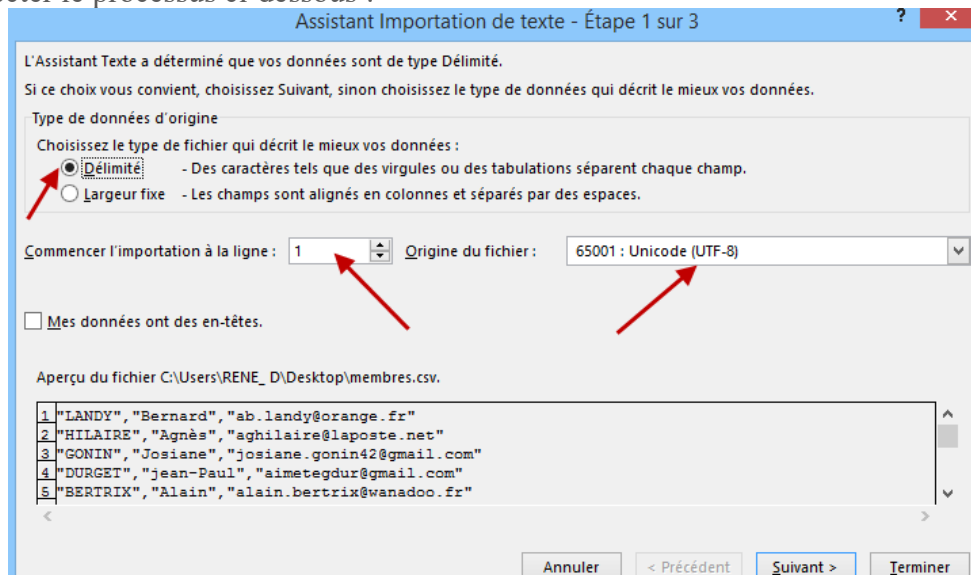 le processus ci-dessous :
Assistant Importation de texte - Étape 1 sur 3 ? ×
L'Assistant Texte a déterminé que vos données sont de type Délimité.
Si ce choix vous convient, choisissez Suivant, sinon choisissez le type de données qui décrit le mieux vos données.
Type de données d'origine
Choisissez le type de fichier qui décrit le mieux vos données :
Délimité - Des caractères tels que des virgules ou des tabulations séparent chaque champ.
Largeur fixe - Les champs sont alignés en colonnes et séparés par des espaces.
Commencer l'importation à la ligne : 1 Origine du fichier : 65001 : Unicode (UTF-8)
Mes données ont des en-têtes.
Aperçu du fichier C:\Users\RENE_ D\Desktop\membres.csv.
1 "LANDY","Bernard","ab.landy@orange.fr"
2 "HILAIRE","Agnès","aghilaire@laposte.net"
3 "GONIN","Josiane","josiane.gonin42@gmail.com"
4 "DURGET","jean-Paul","aimetegdur@gmail.com"
5 "BERTRIX","Alain","alain.bertrix@wanadoo.fr"
Annuler < Précédent Suivant > Terminer